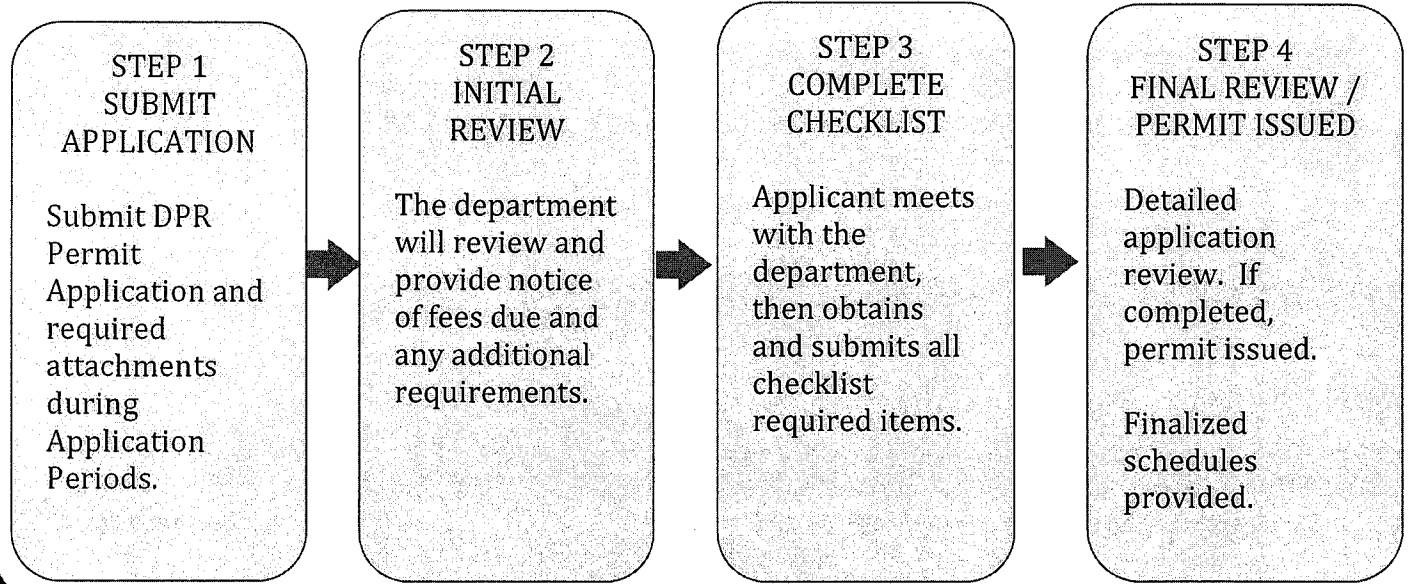 STEP 1
SUBMIT
APPLICATION
Submit DPR
Permit
Application and
required
attachments
during
Application
Periods.
STEP 2
INITIAL
REVIEW
The department
will review and
provide notice
of fees due and
any additional
requirements.
STEP 3
COMPLETE
CHECKLIST
Applicant meets
with the
department,
then obtains
and submits all
checklist
required items.
STEP 4
FINAL REVIEW /
PERMIT ISSUED
Detailed
application
review.  If
completed,
permit issued.
Finalized
schedules
provided.